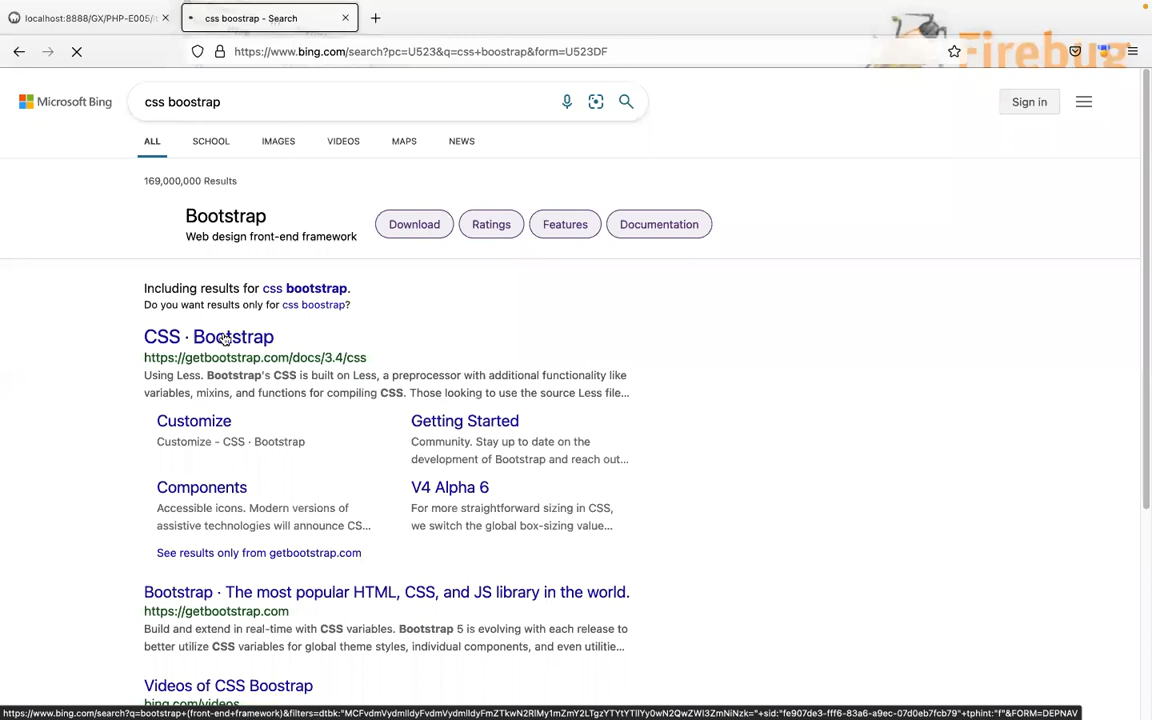 localhost:8888/GX/PHP-E005/
css boostrap - Search
https://www.bing.com/search?pc=U523&q=css+boostrap&form=U523DF
Firebug
Microsoft Bing
css boostrap
Sign in
ALL
SCHOOL
IMAGES
VIDEOS
MAPS
NEWS
169,000,000 Results
Bootstrap
Web design front-end framework
Download
Ratings
Features
Documentation
Including results for css bootstrap.
Do you want results only for css boostrap?
CSS · Bootstrap
https://getbootstrap.com/docs/3.4/css
Using Less. Bootstrap's CSS is built on Less, a preprocessor with additional functionality like
variables, mixins, and functions for compiling CSS. Those looking to use the source Less file...
Customize
Customize - CSS · Bootstrap
Getting Started
Community. Stay up to date on the
development of Bootstrap and reach out...
Components
Accessible icons. Modern versions of
assistive technologies will announce CS...
V4 Alpha 6
For more straightforward sizing in CSS,
we switch the global box-sizing value...
See results only from getbootstrap.com
Bootstrap · The most popular HTML, CSS, and JS library in the world.
https://getbootstrap.com
Build and extend in real-time with CSS variables. Bootstrap 5 is evolving with each release to
better utilize CSS variables for global theme styles, individual components, and even utilitie...
Videos of CSS Boostrap
bing.com/videos